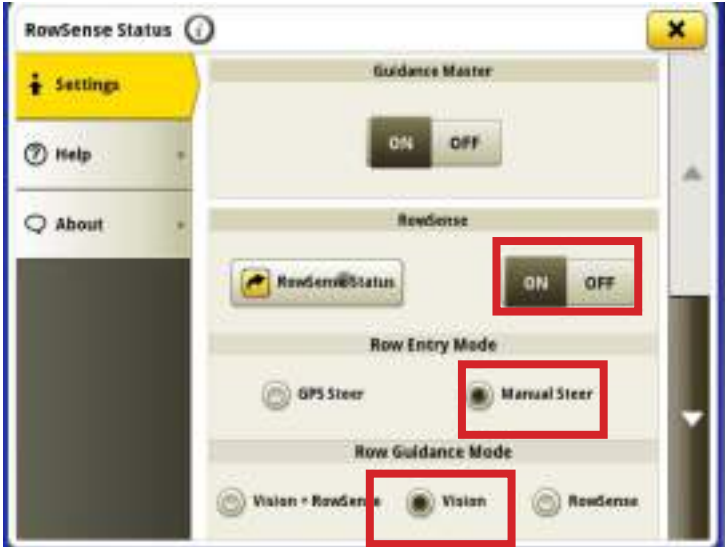 RowSense Status
Settings
Help
About
Guidance Master
ON OFF
RowSense
RowSense Status
ON OFF
Row Entry Mode
GPS Steer Manual Steer
Row Guidance Mode
Vision + RowSense Vision RowSense